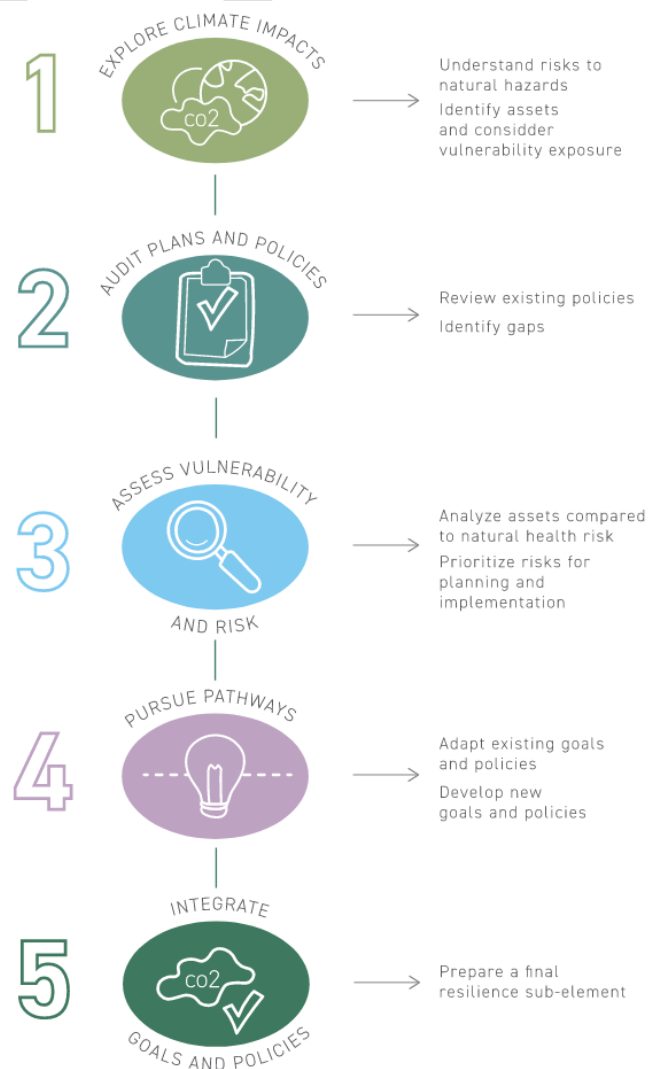 1
EXPLORE CLIMATE IMPACTS
co2
Understand risks to
natural hazards
Identify assets
and considder
vulnerability exposure
2
AUDIT PLANS AND POLICIES
Review existing policies
Identify gaps
3
ASSESS VULNERABILITY
AND RISK
Analyze assets compared
to natural health risk
Prioritize risks for
planning and
implementation
4
PURSUE PATHWAYS
Adapt existing goals
and policies
Develop new
goals and policies
5
INTEGRATE
co2
GOALS AND POLICIES
Prepare a final
resilience sub-element